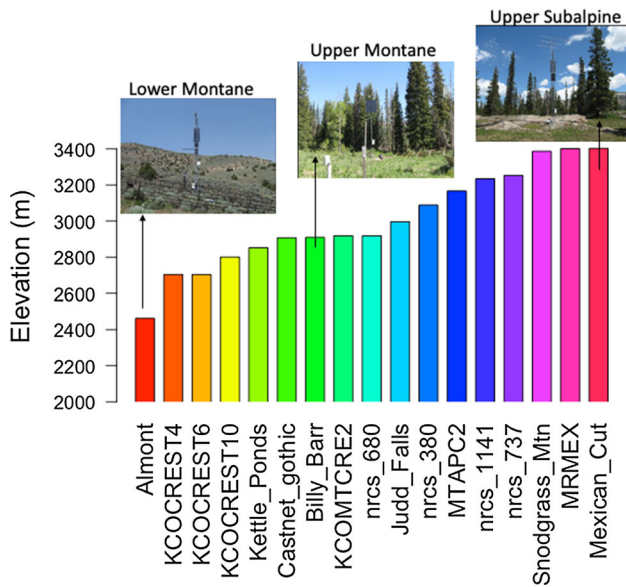 Upper Subalpine
Upper Montane
Lower Montane
Elevation (m)
3400
3200
3000
2800
2600
2400
2200
2000
Almont
KCOCREST4
KCOCREST6
KCOCREST10
Kettle_Ponds
Castnet_gothic
Billy_Barr
KCOMTCRE2
nrcs_680
Judd_Falls
nrcs_380
MTAPC2
nrcs_1141
nrcs_737
Snodgrass_Mtn
MRMEX
Mexican_Cut